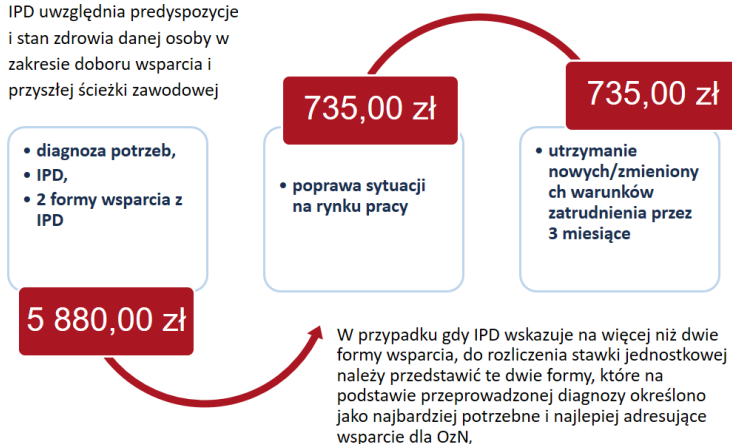 IPD uwzględnia predyspozycje
i stan zdrowia danej osoby w
zakresie doboru wsparcia i
przyszłej ścieżki zawodowej
• diagnoza potrzeb,
• IPD,
• 2 formy wsparcia z
IPD
5 880,00 zł
735,00 zł
• poprawa sytuacji
na rynku pracy
735,00 zł
• utrzymanie
nowych/zmieniony
ch warunków
zatrudnienia przez
3 miesiące
W przypadku gdy IPD wskazuje na więcej niż dwie
formy wsparcia, do rozliczenia stawki jednostkowej
należy przedstawić te dwie formy, które na
podstawie przeprowadzonej diagnozy określono
jako najbardziej potrzebne i najlepiej adresujące
wsparcie dla OzN,